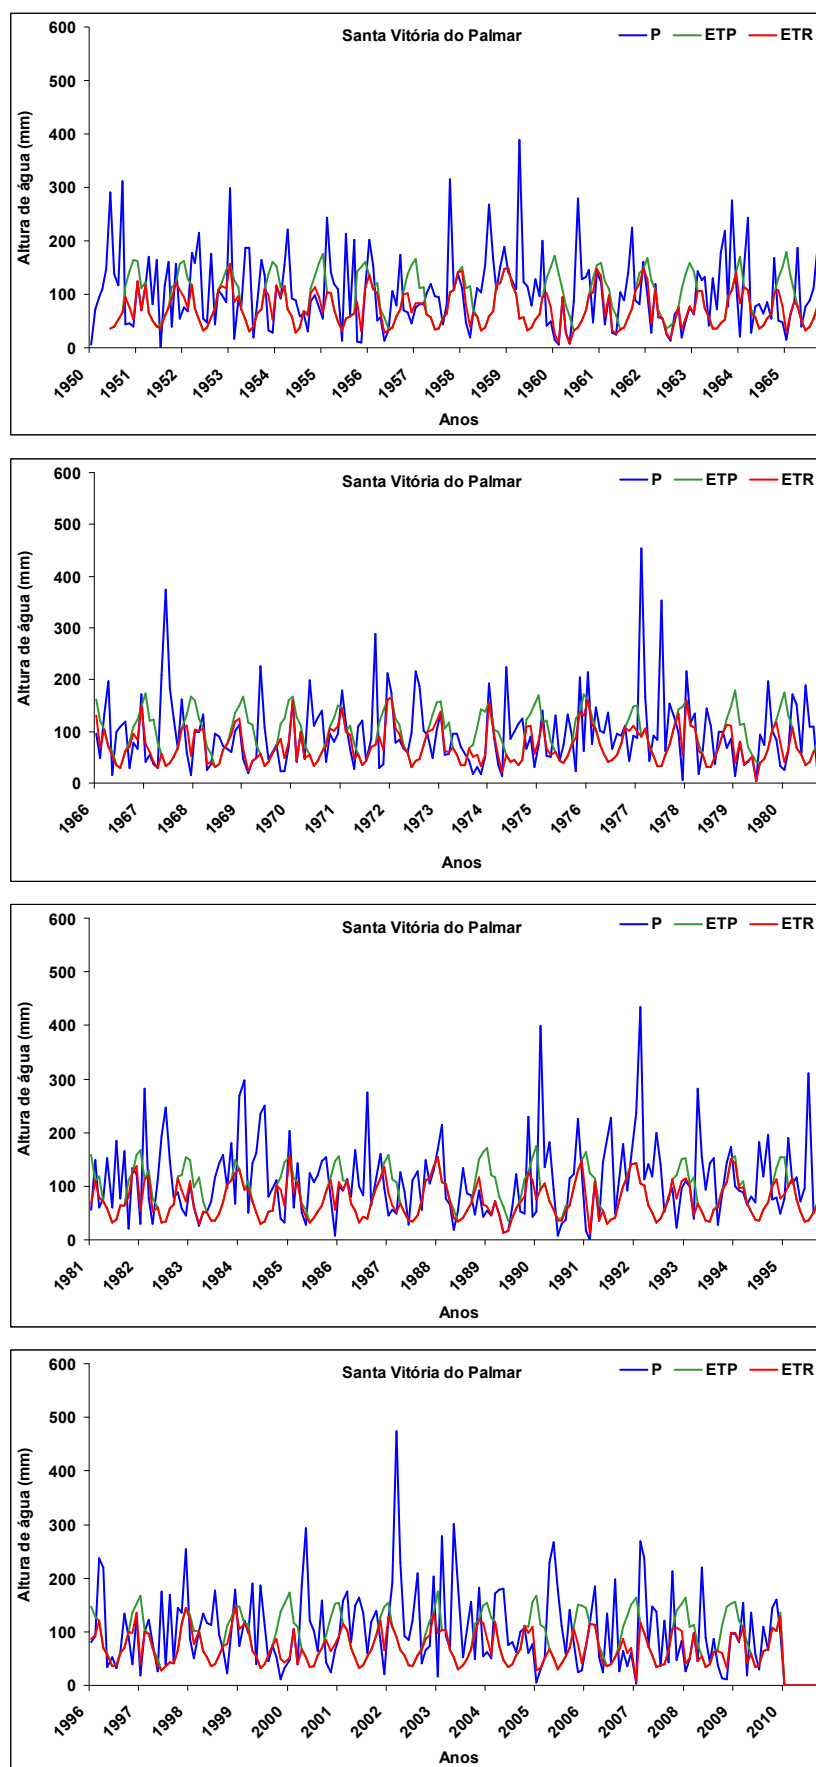 Santa Vitória do Palmar P ETP ETR
Altura de água (mm)
600
500
400
300
200
100
0
1950 1951 1952 1953 1954 1955 1956 1957 1958 1959 1960 1961 1962 1963 1964 1965
Anos
Santa Vitória do Palmar P ETP ETR
Altura de água (mm)
600
500
400
300
200
100
0
1966 1967 1968 1969 1970 1971 1972 1973 1974 1975 1976 1977 1978 1979 1980
Anos
Santa Vitória do Palmar P ETP ETR
Altura de água (mm)
600
500
400
300
200
100
0
1981 1982 1983 1984 1985 1986 1987 1988 1989 1990 1991 1992 1993 1994 1995
Anos
Santa Vitória do Palmar P ETP ETR
Altura de água (mm)
600
500
400
300
200
100
0
1996 1997 1998 1999 2000 2001 2002 2003 2004 2005 2006 2007 2008 2009 2010
Anos